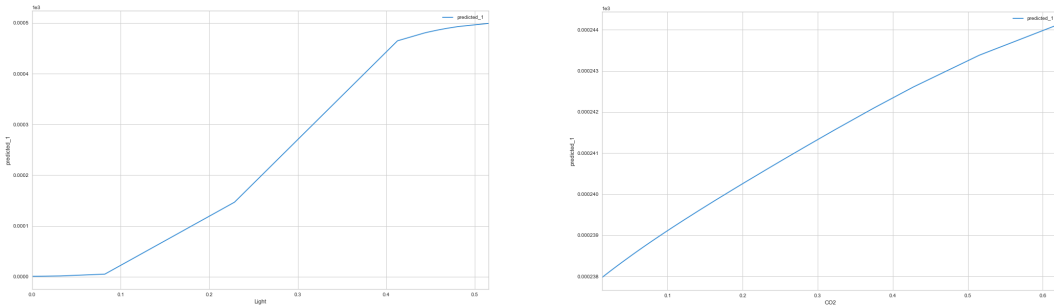 1e3
predicted_1
0.0005
0.0004
0.0003
0.0002
0.0001
0.0000
predicted_1
0.0 0.1 0.2 0.3 0.4 0.5
Light
1e3
predicted_1
0.000244
0.000243
0.000242
0.000241
0.000240
0.000239
0.000238
predicted_1
0.1 0.2 0.3 0.4 0.5 0.6
CO2